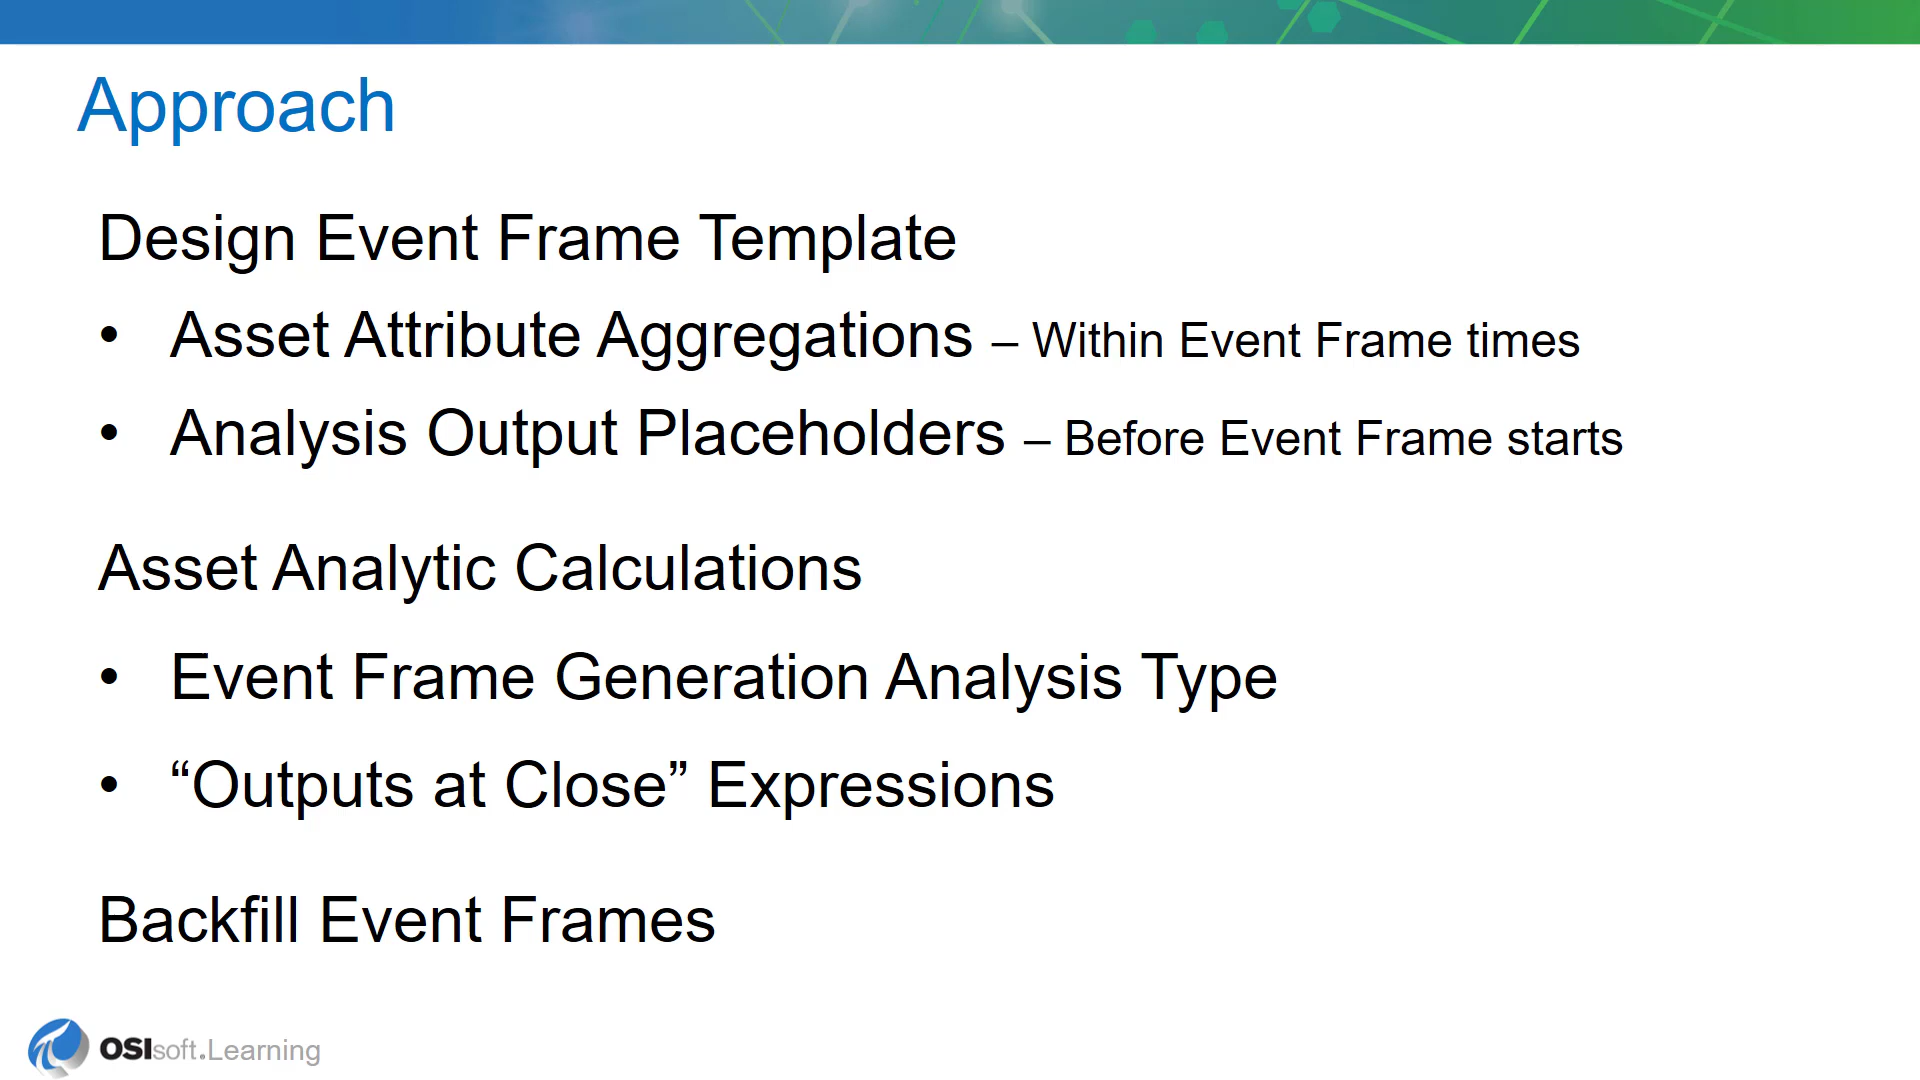 Approach
Design Event Frame Template
• Asset Attribute Aggregations – Within Event Frame times
• Analysis Output Placeholders – Before Event Frame starts
Asset Analytic Calculations
• Event Frame Generation Analysis Type
• “Outputs at Close” Expressions
Backfill Event Frames
OSIsoft.Learning